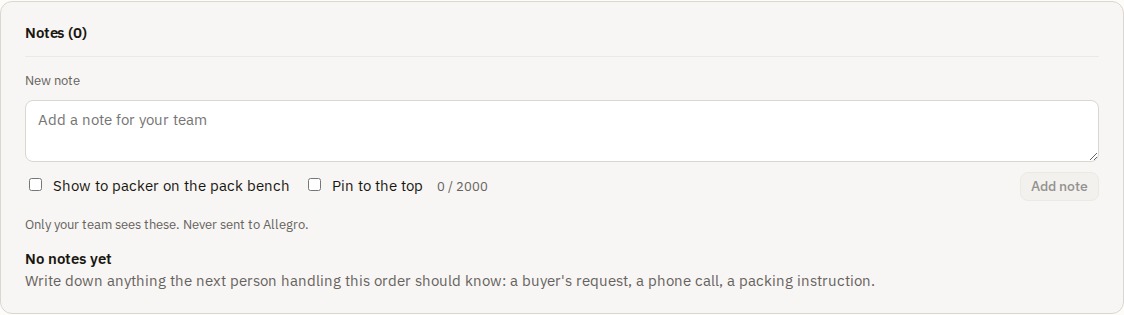 Notes (0)
New note
Add a note for your team
Show to packer on the pack bench Pin to the top 0 / 2000 Add note
Only your team sees these. Never sent to Allegro.
No notes yet
Write down anything the next person handling this order should know: a buyer's request, a phone call, a packing instruction.